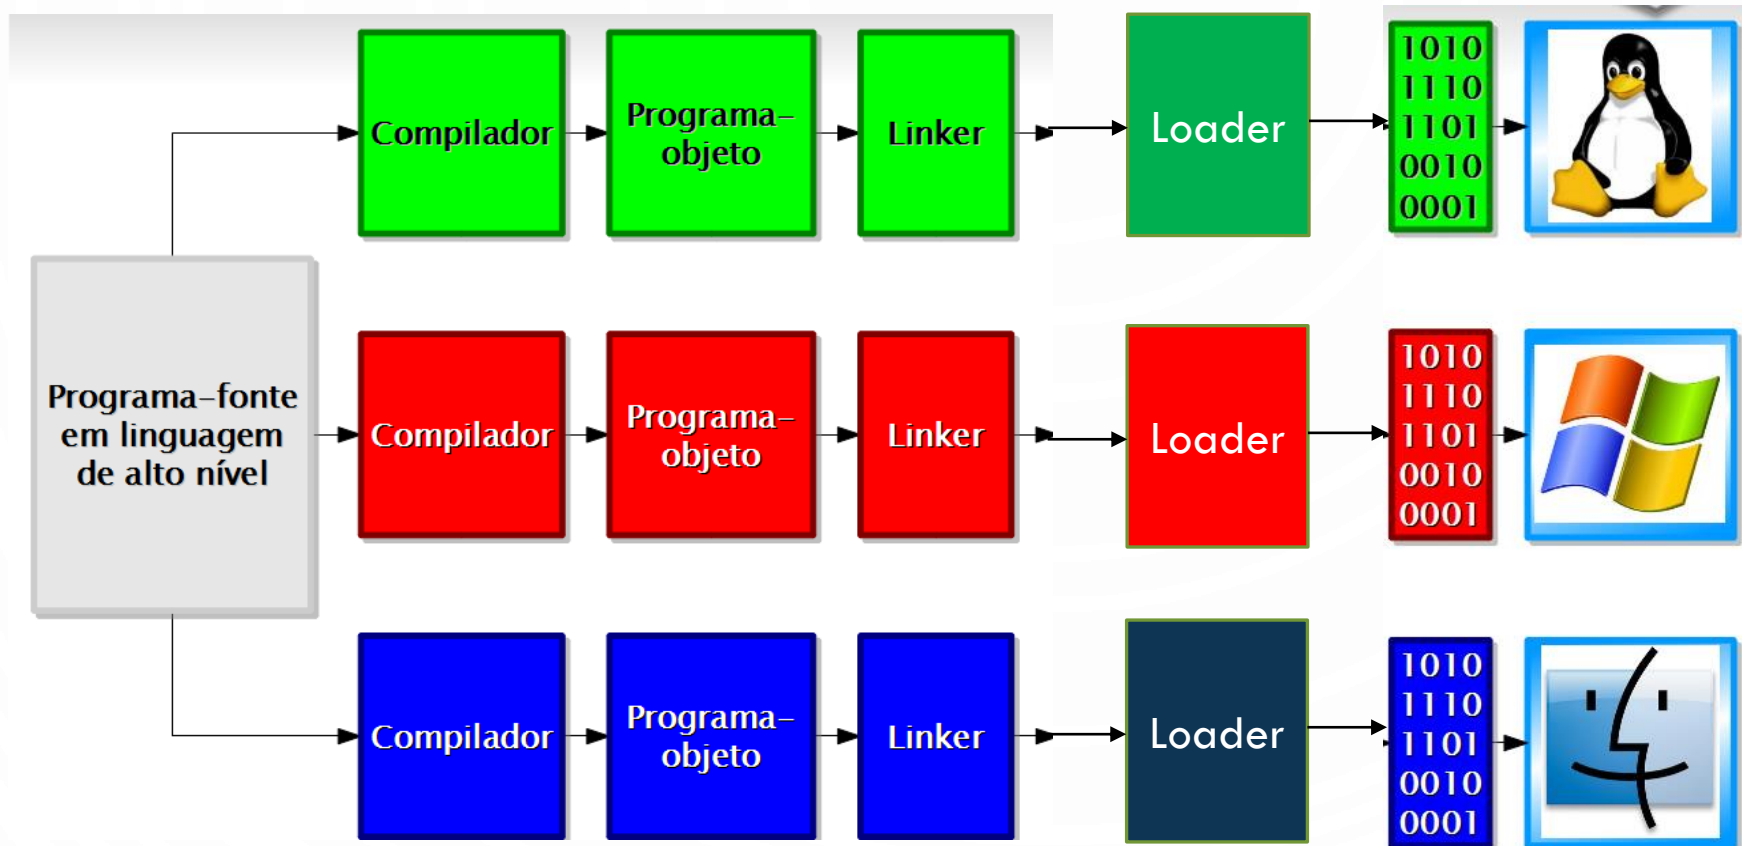 Compilador
Programa-
objeto
Linker
Loader
1010
1110
1101
0010
0001
Programa-fonte
em linguagem
de alto nível
Compilador
Programa-
objeto
Linker
Loader
1010
1110
1101
0010
0001
Compilador
Programa-
objeto
Linker
Loader
1010
1110
1101
0010
0001